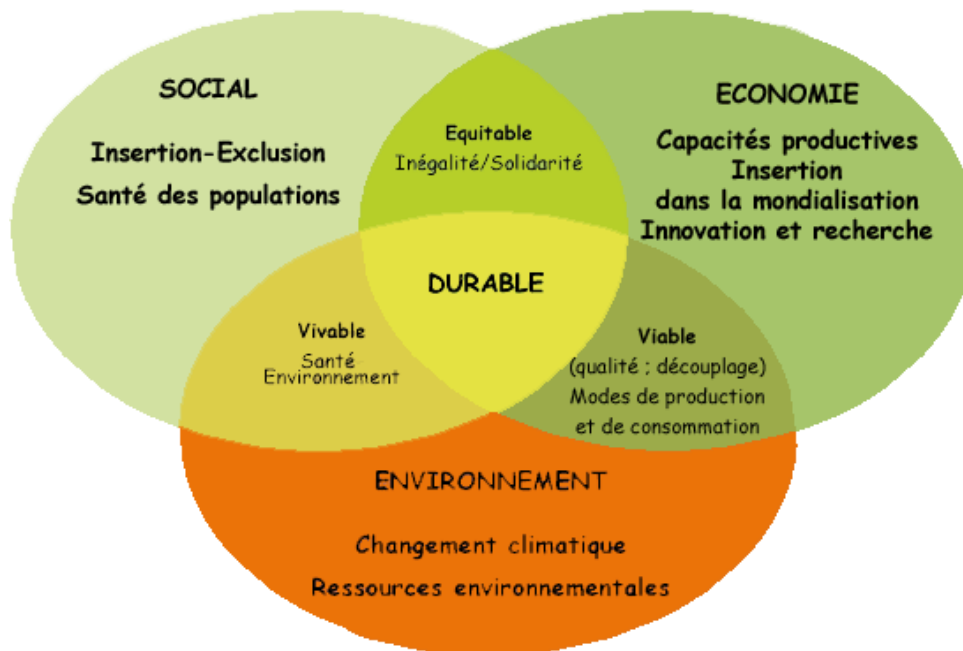 SOCIAL
Insertion-Exclusion
Santé des populations
Equitable
Inégalité/Solidarité
ECONOMIE
Capacités productives
Insertion
dans la mondialisation
Innovation et recherche
DURABLE
Vivable
Santé
Environnement
Viable
(qualité ; découplage)
Modes de production
et de consommation
ENVIRONNEMENT
Changement climatique
Ressources environnementales